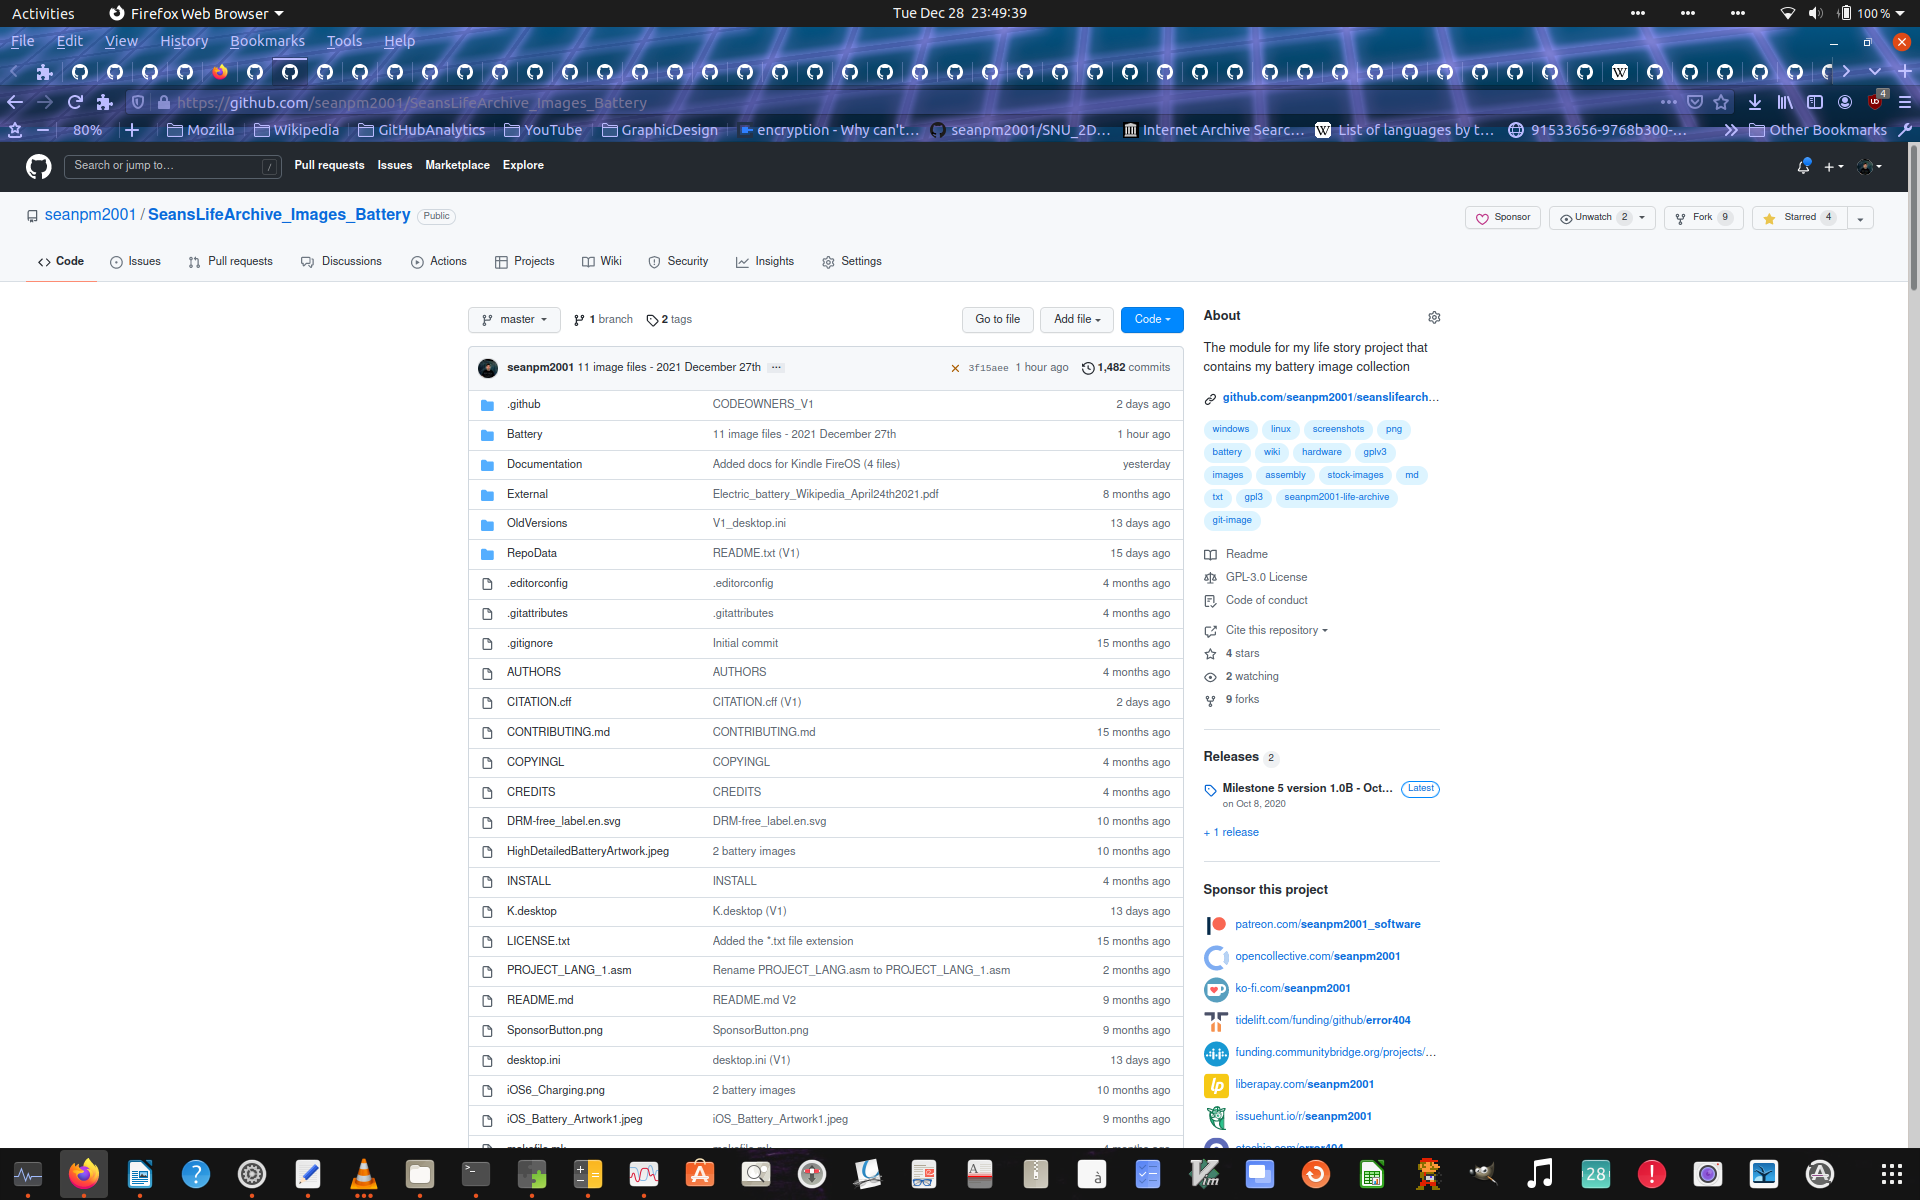 Activities
Firefox Web Browser
Tue Dec 28 23:49:39
100 %
File Edit View History Bookmarks Tools Help
https://github.com/seanpm2001/SeansLifeArchive_Images_Battery
4
80%
Mozilla
Wikipedia
GitHubAnalytics
YouTube
GraphicDesign
encryption - Why can't…
seanpm2001/SNU_2D…
Internet Archive Searc…
List of languages by t…
91533656-9768b300-…
Other Bookmarks
Search or jump to…
/
Pull requests Issues Marketplace Explore
seanpm2001 / SeansLifeArchive_Images_Battery Public
Sponsor
Unwatch 2
Fork 9
Starred 4
Code
Issues
Pull requests
Discussions
Actions
Projects
Wiki
Security
Insights
Settings
master
1 branch
2 tags
Go to file
Add file
Code
seanpm2001 11 image files - 2021 December 27th ... 3f15aee 1 hour ago 1,482 commits
.github CODEOWNERS_V1 2 days ago
Battery 11 image files - 2021 December 27th 1 hour ago
Documentation Added docs for Kindle FireOS (4 files) yesterday
External Electric_battery_Wikipedia_April24th2021.pdf 8 months ago
OldVersions V1_desktop.ini 13 days ago
RepoData README.txt (V1) 15 days ago
.editorconfig .editorconfig 4 months ago
.gitattributes .gitattributes 4 months ago
.gitignore Initial commit 15 months ago
AUTHORS AUTHORS 4 months ago
CITATION.cff CITATION.cff (V1) 2 days ago
CONTRIBUTING.md CONTRIBUTING.md 15 months ago
COPYINGL COPYINGL 4 months ago
CREDITS CREDITS 4 months ago
DRM-free_label.en.svg DRM-free_label.en.svg 10 months ago
HighDetailedBatteryArtwork.jpeg 2 battery images 10 months ago
INSTALL INSTALL 4 months ago
K.desktop K.desktop (V1) 13 days ago
LICENSE.txt Added the *.txt file extension 15 months ago
PROJECT_LANG_1.asm Rename PROJECT_LANG.asm to PROJECT_LANG_1.asm 2 months ago
README.md README.md V2 9 months ago
SponsorButton.png SponsorButton.png 9 months ago
desktop.ini desktop.ini (V1) 13 days ago
iOS6_Charging.png 2 battery images 10 months ago
iOS_Battery_Artwork1.jpeg iOS_Battery_Artwork1.jpeg 9 months ago
About
The module for my life story project that
contains my battery image collection
github.com/seanpm2001/seanslifearch…
windows linux screenshots png
battery wiki hardware gplv3
images assembly stock-images md
txt gpl3 seanpm2001-life-archive
git-image
Readme
GPL-3.0 License
Code of conduct
Cite this repository
4 stars
2 watching
9 forks
Releases 2
Milestone 5 version 1.0B - Oct… Latest
on Oct 8, 2020
+ 1 release
Sponsor this project
patreon.com/seanpm2001_software
opencollective.com/seanpm2001
ko-fi.com/seanpm2001
tidelift.com/funding/github/error404
funding.communitybridge.org/projects/…
liberapay.com/seanpm2001
issuehunt.io/r/seanpm2001
28